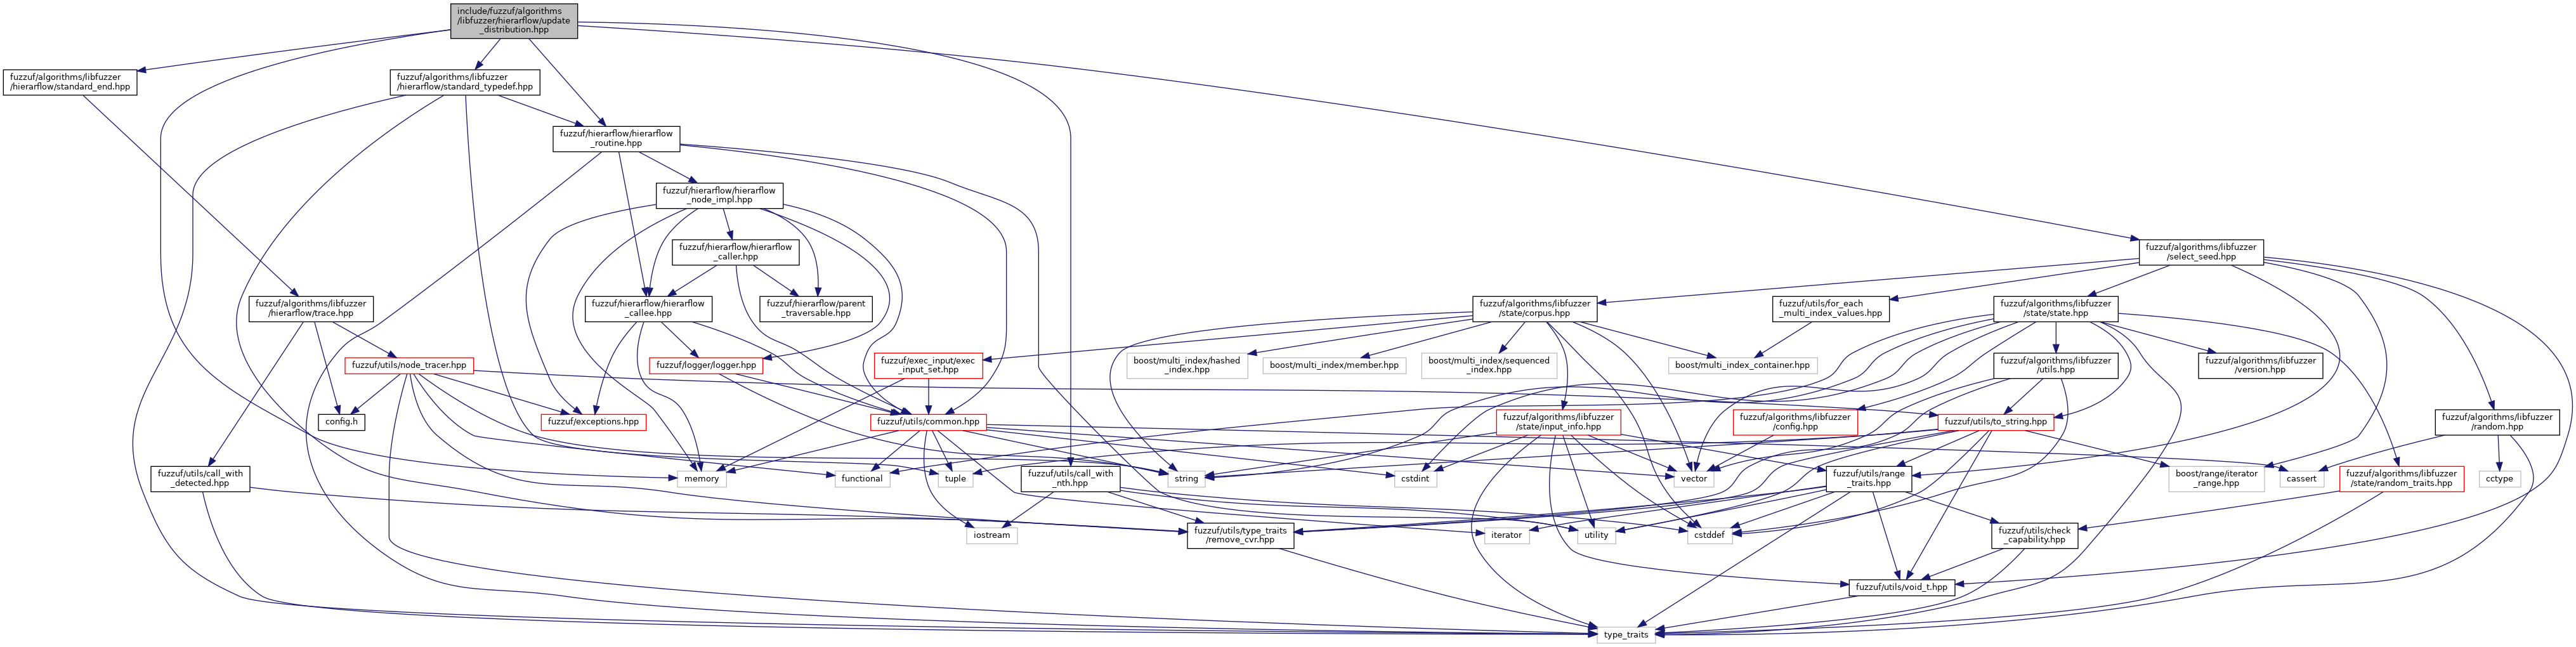 include/fuzzuf/algorithms
/libfuzzer/hierarflow/update
_distribution.hpp
fuzzuf/algorithms/libfuzzer
/hierarflow/standard_end.hpp
fuzzuf/algorithms/libfuzzer
/hierarflow/standard_typedef.hpp
fuzzuf/hierarflow/hierarflow
_routine.hpp
fuzzuf/hierarflow/hierarflow
_node_impl.hpp
fuzzuf/hierarflow/hierarflow
_caller.hpp
fuzzuf/algorithms/libfuzzer
/select_seed.hpp
fuzzuf/algorithms/libfuzzer
/hierarflow/trace.hpp
fuzzuf/hierarflow/hierarflow
_callee.hpp
fuzzuf/hierarflow/parent
_traversable.hpp
fuzzuf/algorithms/libfuzzer
/state/corpus.hpp
fuzzuf/utils/for_each
_multi_index_values.hpp
fuzzuf/algorithms/libfuzzer
/state/state.hpp
fuzzuf/utils/node_tracer.hpp
fuzzuf/logger/logger.hpp
fuzzuf/exec_input/exec
_input_set.hpp
boost/multi_index/hashed
_index.hpp
boost/multi_index/member.hpp
boost/multi_index/sequenced
_index.hpp
boost/multi_index_container.hpp
fuzzuf/algorithms/libfuzzer
/utils.hpp
fuzzuf/algorithms/libfuzzer
/version.hpp
config.h
fuzzuf/exceptions.hpp
fuzzuf/utils/common.hpp
fuzzuf/algorithms/libfuzzer
/state/input_info.hpp
fuzzuf/algorithms/libfuzzer
/config.hpp
fuzzuf/utils/to_string.hpp
fuzzuf/algorithms/libfuzzer
/random.hpp
fuzzuf/utils/call_with
_detected.hpp
memory
functional
tuple
fuzzuf/utils/call_with
_nth.hpp
string
cstdint
vector
fuzzuf/utils/range
_traits.hpp
boost/range/iterator
_range.hpp
cassert
fuzzuf/algorithms/libfuzzer
/state/random_traits.hpp
cctype
iostream
fuzzuf/utils/type_traits
/remove_cvr.hpp
iterator
utility
cstddef
fuzzuf/utils/check
_capability.hpp
fuzzuf/utils/void_t.hpp
type_traits